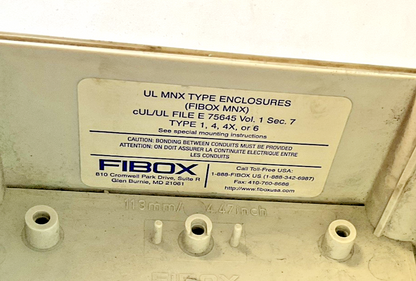 UL MNX TYPE ENCLOSURES
(FIBOX MNX)
cUL/UL FILE E 75645 Vol. 1 Sec. 7
TYPE 1, 4, 4X, or 6
See special mounting instructions
CAUTION: BONDING BETWEEN CONDUITS MUST BE PROVIDED
ATTENTION: ON DOIT ASSURER LA CONTINUITE ELECTRIQUE ENTRE
LES CONDUITS
FIBOX
810 Cromwell Park Drive, Suite R
Glen Burnie, MD 21061
Call Toll-Free USA:
1-888-FIBOX US (1-888-342-6987)
Fax: 410-760-8688
http://www.fiboxusa.com
inch
FIBOX